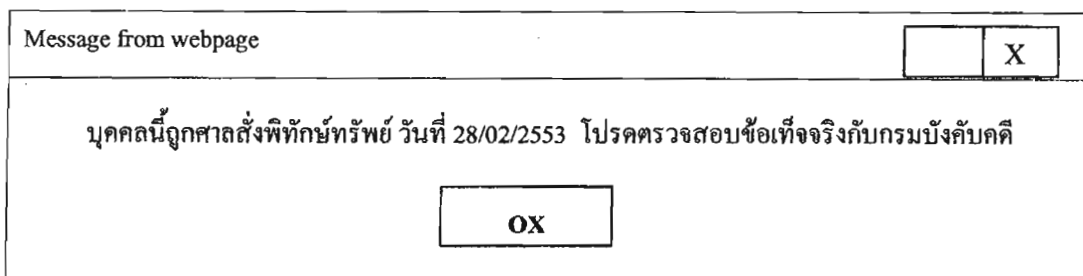 Message from webpage
X
บุคคลนี้ถูกศาลสั่งพิทักษ์ทรัพย์ วันที่ 28/02/2553 โปรดตรวจสอบข้อเท็จจริงกับกรมบังคับคดี
OX